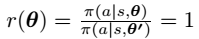 r(θ) = π(a|s,θ) / π(a|s,θ′) = 1